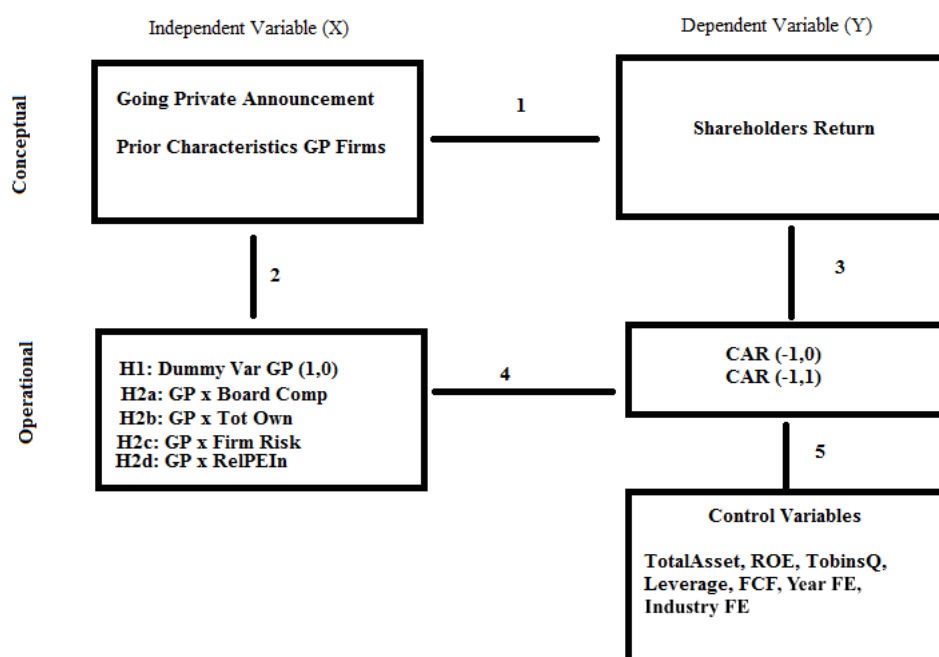 Independent Variable (X)
Dependent Variable (Y)
Conceptual
Going Private Announcement
Prior Characteristics GP Firms
1
Shareholders Return
2
3
Operational
H1: Dummy Var GP (1,0)
H2a: GP x Board Comp
H2b: GP x Tot Own
H2c: GP x Firm Risk
H2d: GP x RelPEIn
4
CAR (-1,0)
CAR (-1,1)
5
Control Variables
TotalAsset, ROE, TobinsQ,
Leverage, FCF, Year FE,
Industry FE